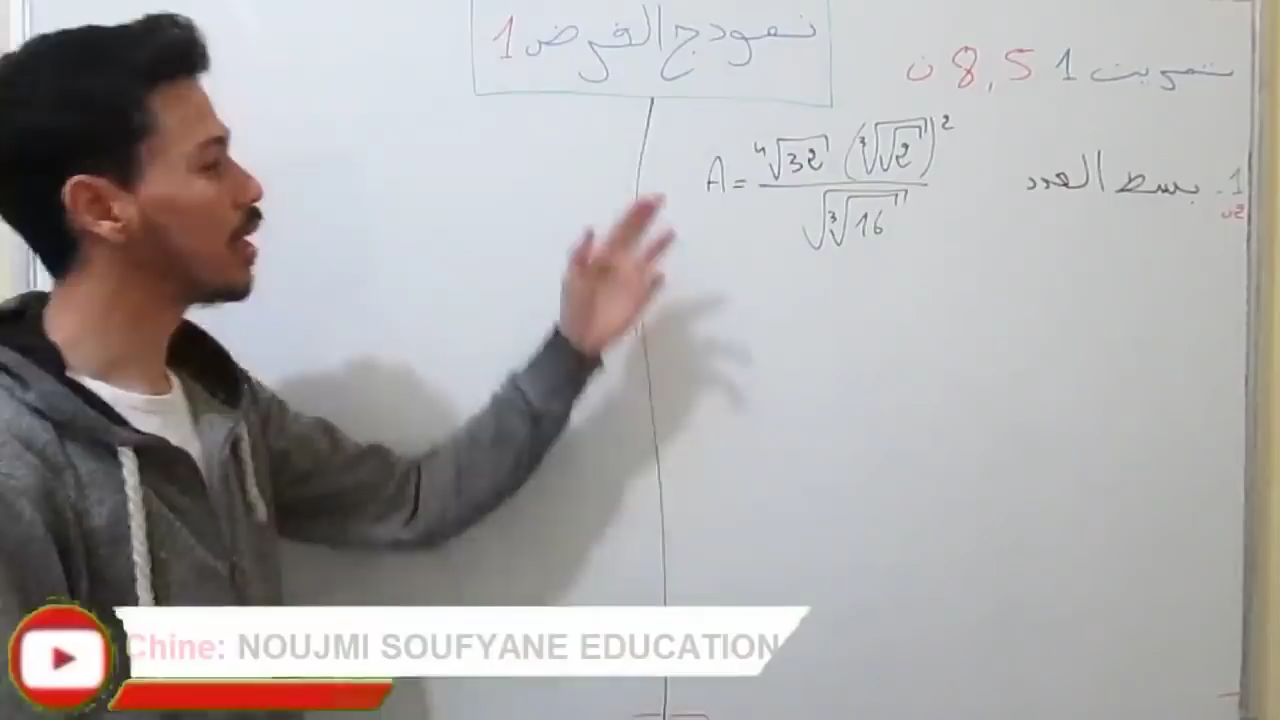 نموذج الفرض 1
تمرين 1 8,5 ن
1. بسط العدد A = ⁴√32 (³√√2)² / √³√16
Chine: NOUJMI SOUFYANE EDUCATION